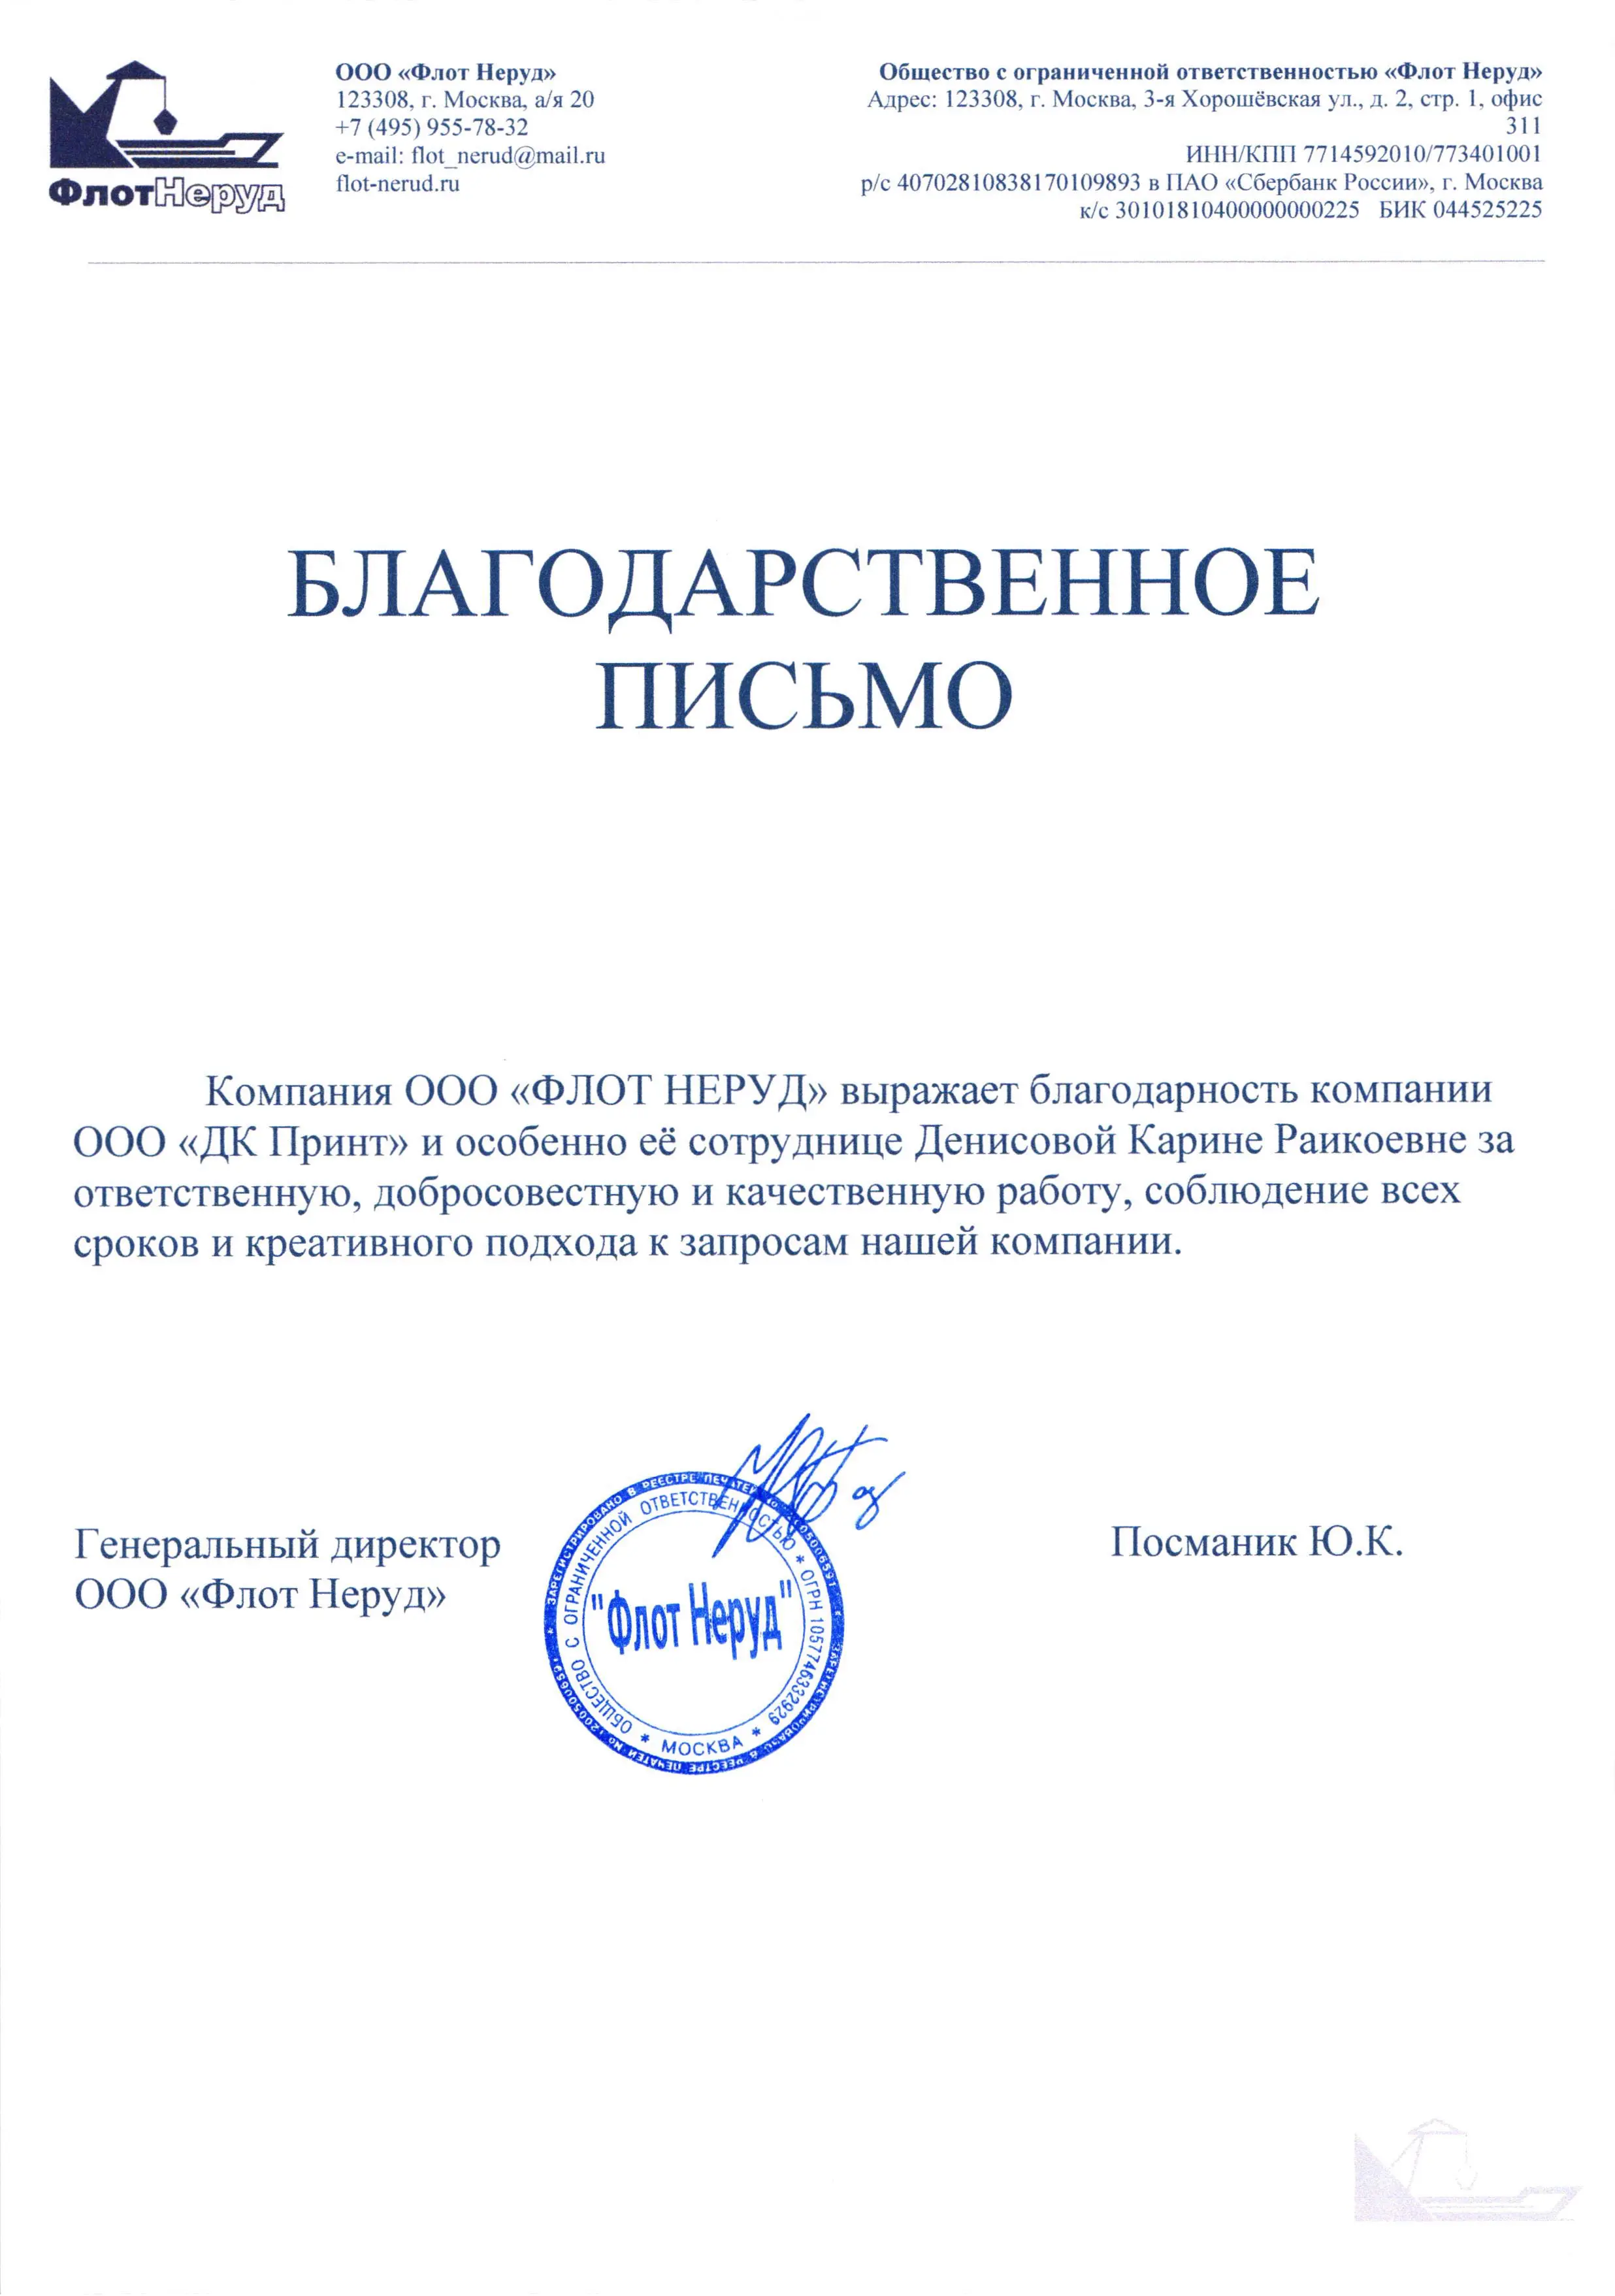 ФлотНеруд
ООО «Флот Неруд»
123308, г. Москва, а/я 20
+7 (495) 955-78-32
e-mail: flot_nerud@mail.ru
flot-nerud.ru
Общество с ограниченной ответственностью «Флот Неруд»
Адрес: 123308, г. Москва, 3-я Хорошёвская ул., д. 2, стр. 1, офис
311
ИНН/КПП 7714592010/773401001
р/с 40702810838170109893 в ПАО «Сбербанк России», г. Москва
к/с 30101810400000000225 БИК 044525225
БЛАГОДАРСТВЕННОЕ
ПИСЬМО
Компания ООО «ФЛОТ НЕРУД» выражает благодарность компании
ООО «ДК Принт» и особенно её сотруднице Денисовой Карине Раикоевне за
ответственную, добросовестную и качественную работу, соблюдение всех
сроков и креативного подхода к запросам нашей компании.
Генеральный директор
ООО «Флот Неруд»
Посманик Ю.К.
ЗАРЕГИСТРИРОВАНО В РЕЕСТРЕ ПЕЧАТЕЙ
ОБЩЕСТВО С ОГРАНИЧЕННОЙ ОТВЕТСТВЕННОСТЬЮ * ОГРН 1057746332929 * МОСКВА *
"Флот Неруд"